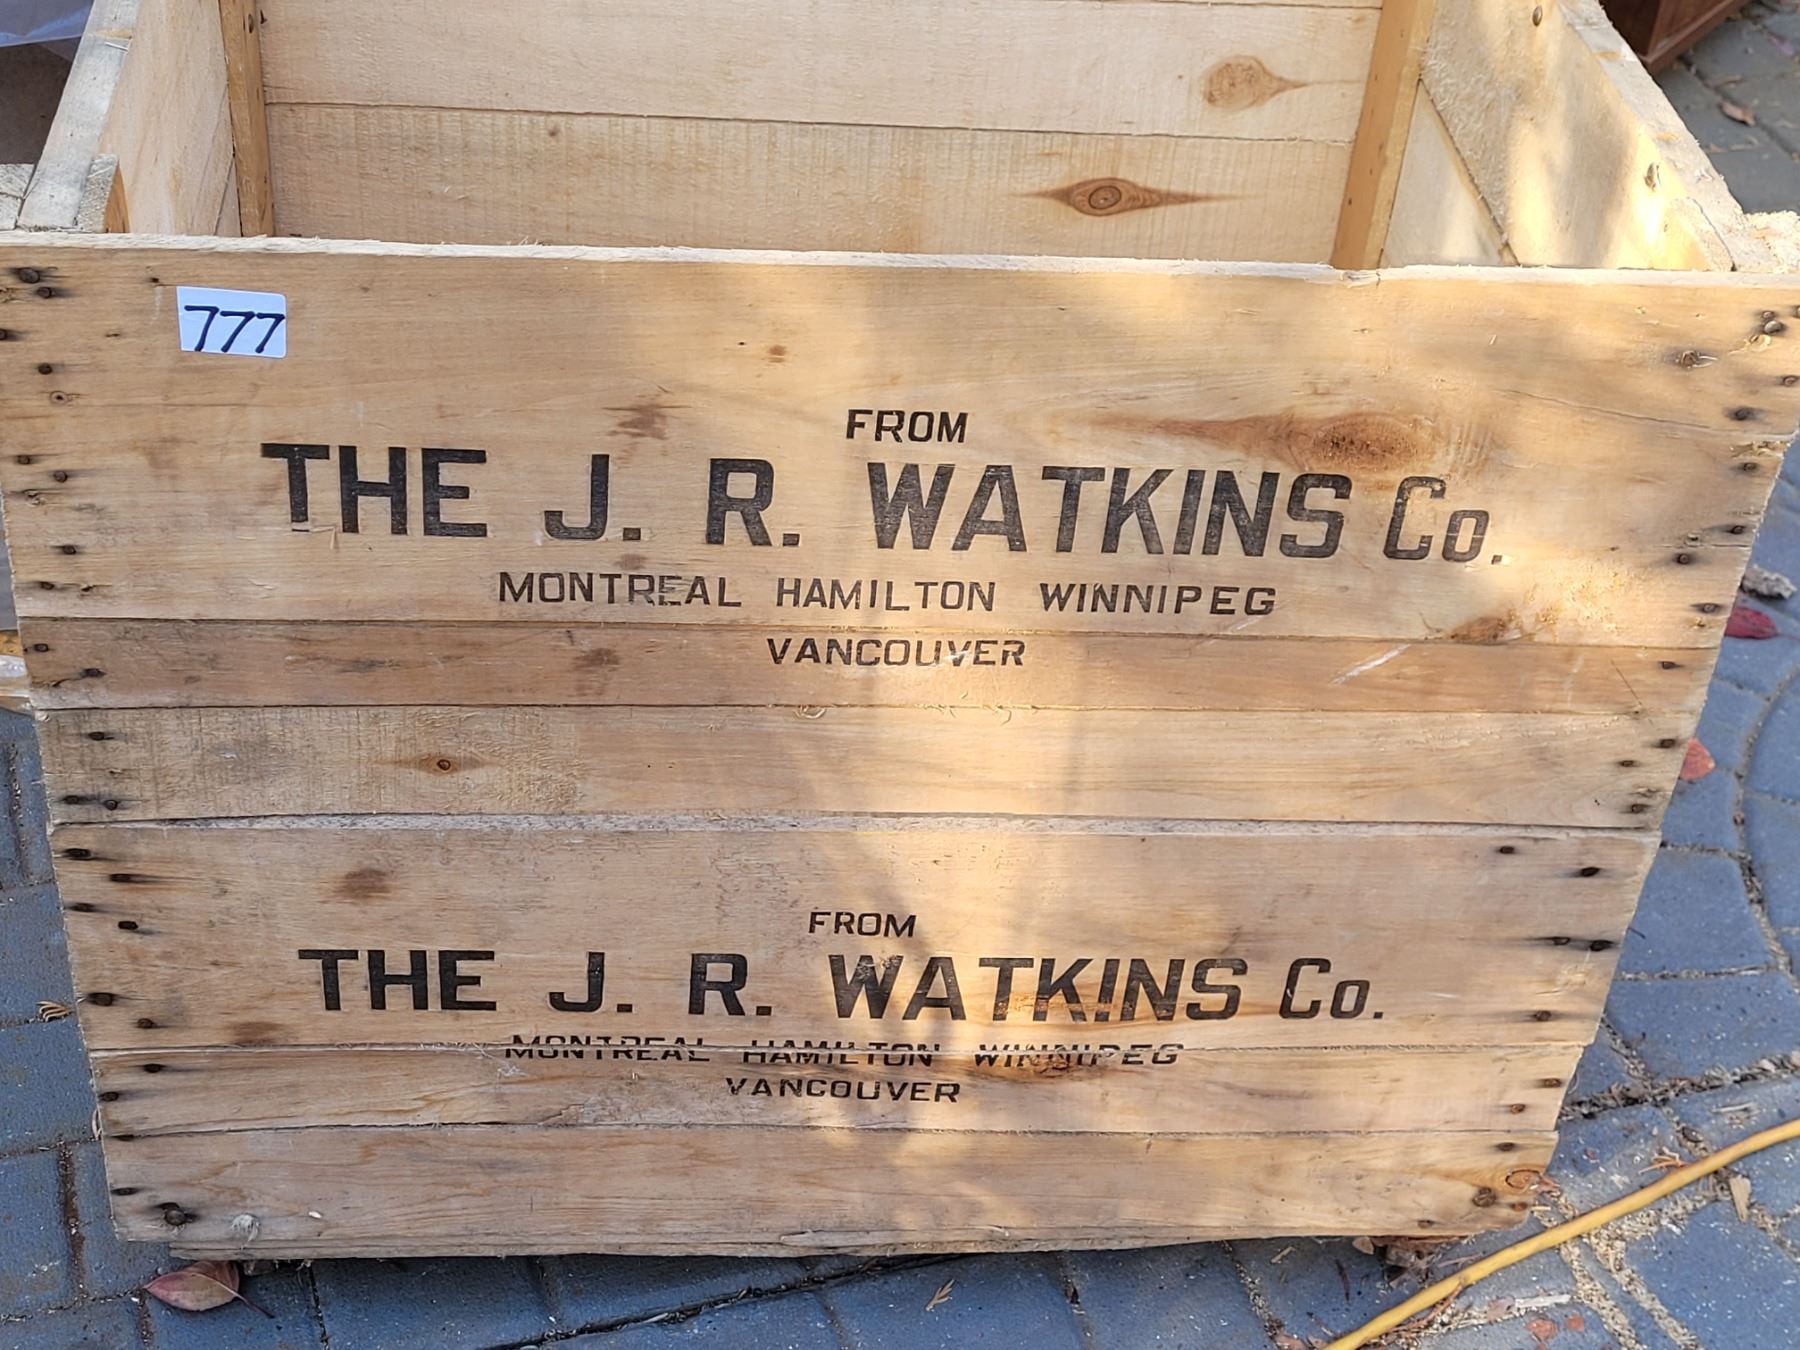 777
FROM
THE J. R. WATKINS Co.
MONTREAL HAMILTON WINNIPEG
VANCOUVER
FROM
THE J. R. WATKINS Co.
MONTREAL HAMILTON WINNIPEG
VANCOUVER